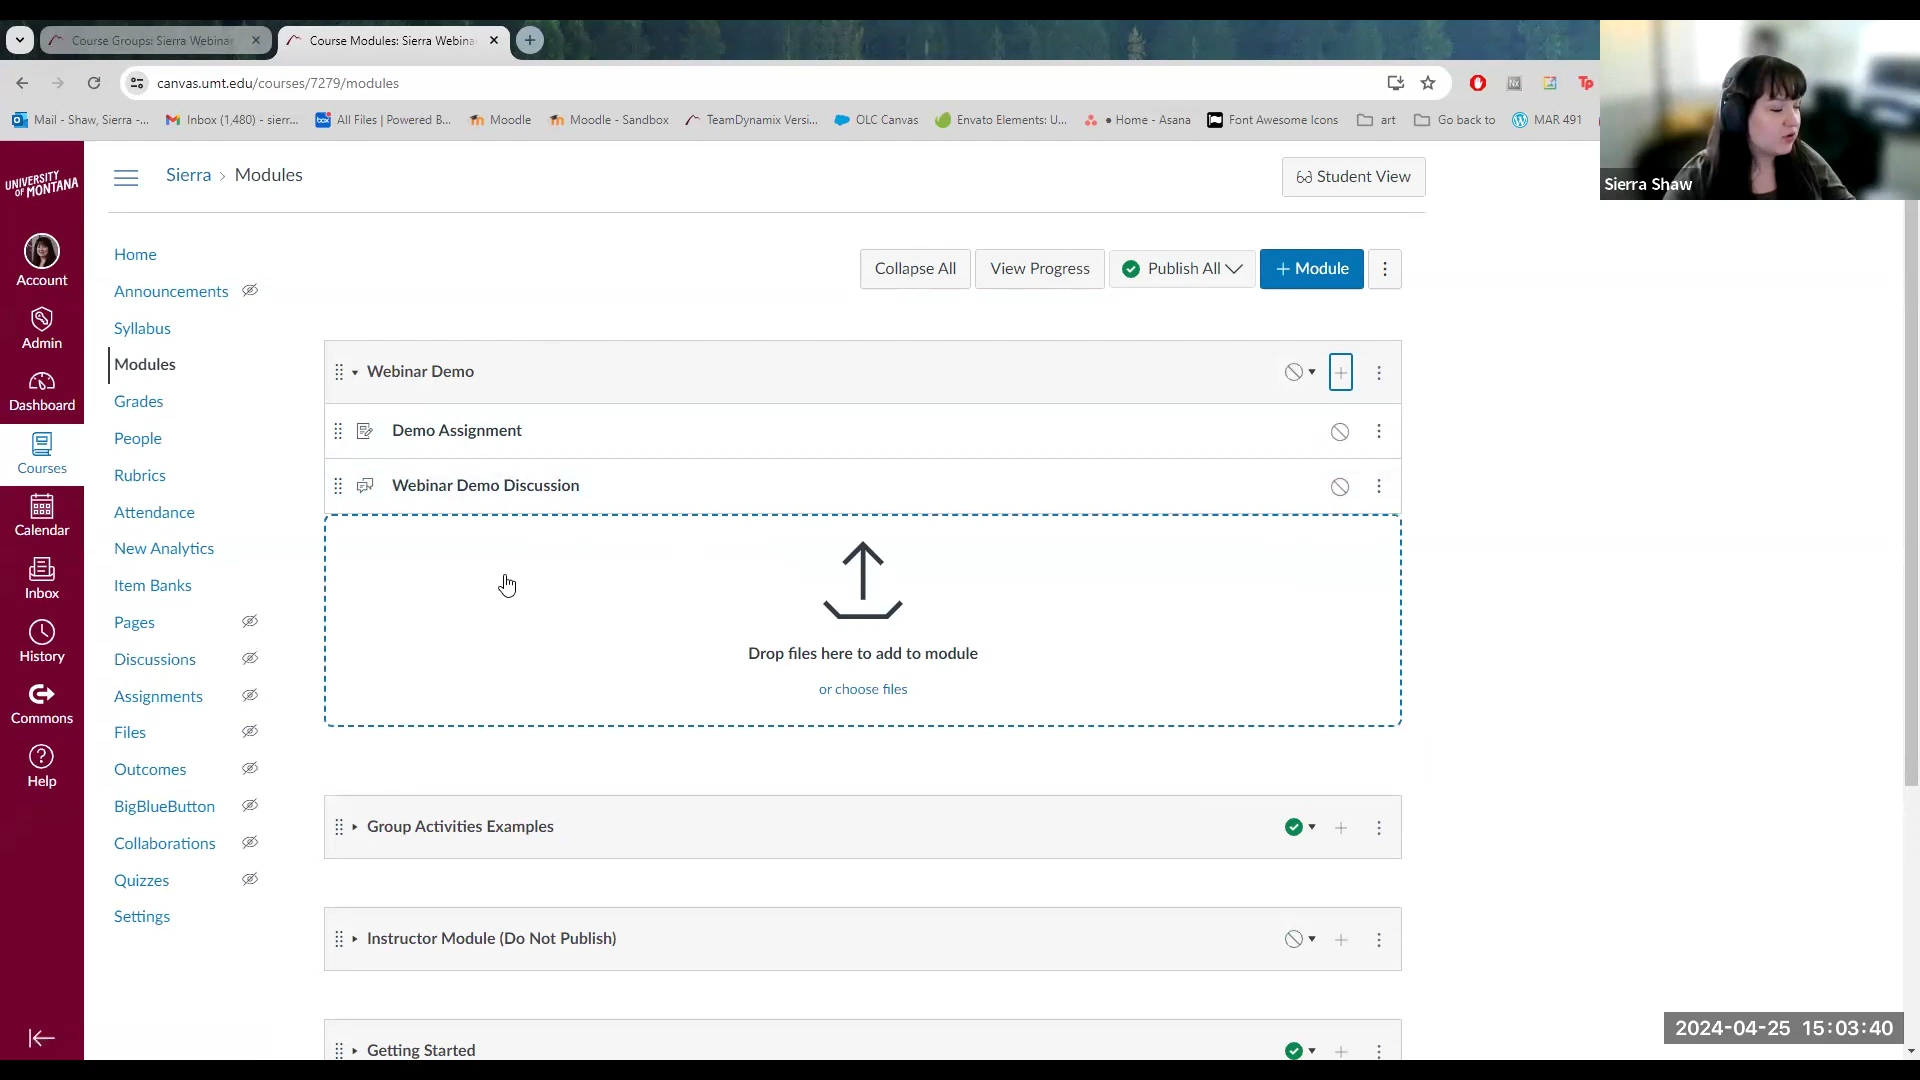 Course Groups: Sierra Webinar
Course Modules: Sierra Webina
canvas.umt.edu/courses/7279/modules
Mail - Shaw, Sierra -...
Inbox (1,480) - sierr...
box
All Files | Powered B...
Moodle
Moodle - Sandbox
TeamDynamix Versi...
OLC Canvas
Envato Elements: U...
• Home - Asana
Font Awesome Icons
art
Go back to
MAR 491
Tp
Sierra Shaw
UNIVERSITY OF MONTANA
Account
Admin
Dashboard
Courses
Calendar
Inbox
History
Commons
Help
Sierra › Modules
Student View
Home
Announcements
Syllabus
Modules
Grades
People
Rubrics
Attendance
New Analytics
Item Banks
Pages
Discussions
Assignments
Files
Outcomes
BigBlueButton
Collaborations
Quizzes
Settings
Collapse All
View Progress
Publish All
+ Module
Webinar Demo
Demo Assignment
Webinar Demo Discussion
Drop files here to add to module
or choose files
Group Activities Examples
Instructor Module (Do Not Publish)
Getting Started
2024-04-25 15:03:40